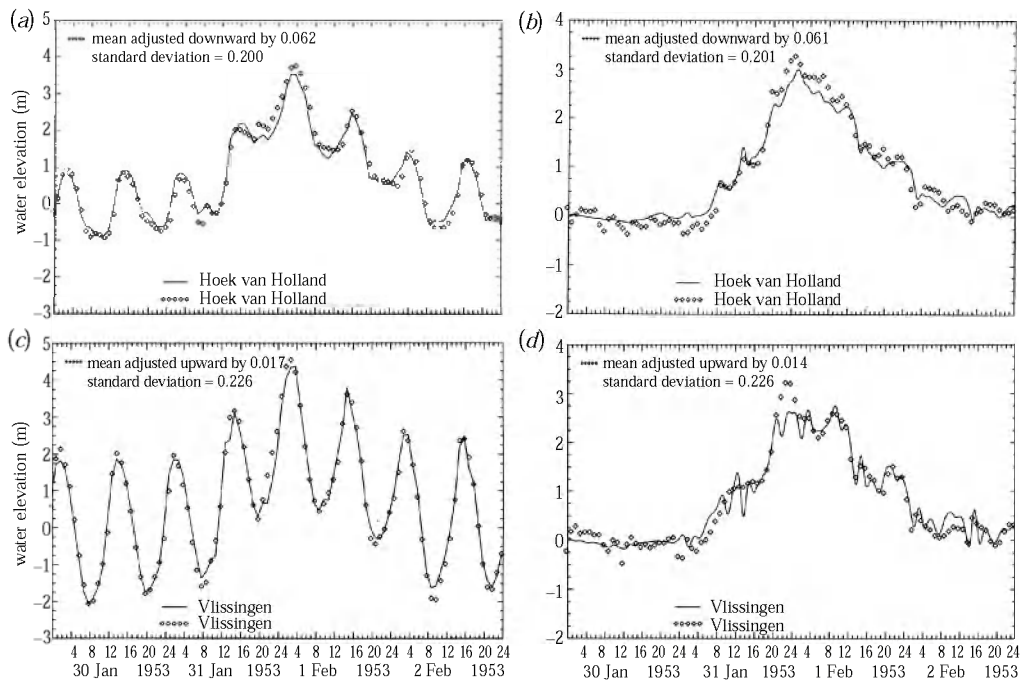 (a)
mean adjusted downward by 0.062
standard deviation = 0.200
5
4
3
2
1
0
−1
−2
−3
water elevation (m)
Hoek van Holland
Hoek van Holland
(b)
mean adjusted downward by 0.061
standard deviation = 0.201
4
3
2
1
0
−1
−2
Hoek van Holland
Hoek van Holland
(c)
mean adjusted upward by 0.017
standard deviation = 0.226
5
4
3
2
1
0
−1
−2
−3
water elevation (m)
Vlissingen
Vlissingen
4 8 12 16 20 24 4 8 12 16 20 24 4 8 12 16 20 24 4 8 12 16 20 24
30 Jan 1953 31 Jan 1953 1 Feb 1953 2 Feb 1953
(d)
mean adjusted upward by 0.014
standard deviation = 0.226
4
3
2
1
0
−1
−2
Vlissingen
Vlissingen
4 8 12 16 20 24 4 8 12 16 20 24 4 8 12 16 20 24 4 8 12 16 20 24
30 Jan 1953 31 Jan 1953 1 Feb 1953 2 Feb 1953